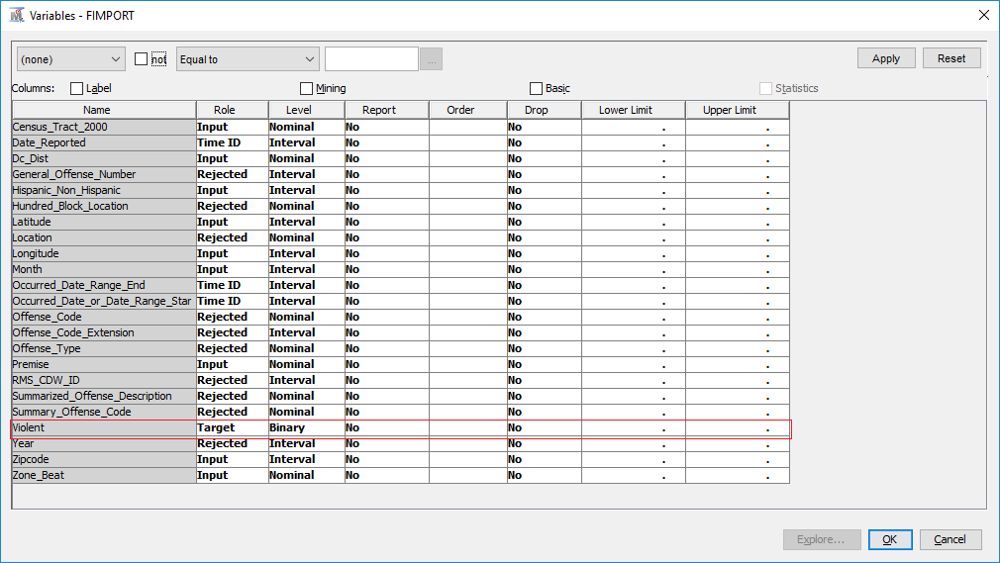 Variables - FIMPORT
(none) not Equal to ... Apply Reset
Columns: Label Mining Basic Statistics
Name Role Level Report Order Drop Lower Limit Upper Limit
Census_Tract_2000 Input Nominal No No . .
Date_Reported Time ID Interval No No . .
Dc_Dist Input Nominal No No . .
General_Offense_Number Rejected Interval No No . .
Hispanic_Non_Hispanic Input Interval No No . .
Hundred_Block_Location Rejected Nominal No No . .
Latitude Input Interval No No . .
Location Rejected Nominal No No . .
Longitude Input Interval No No . .
Month Input Interval No No . .
Occurred_Date_Range_End Time ID Interval No No . .
Occurred_Date_or_Date_Range_Star Time ID Interval No No . .
Offense_Code Rejected Nominal No No . .
Offense_Code_Extension Rejected Interval No No . .
Offense_Type Rejected Nominal No No . .
Premise Input Nominal No No . .
RMS_CDW_ID Rejected Interval No No . .
Summarized_Offense_Description Rejected Nominal No No . .
Summary_Offense_Code Rejected Nominal No No . .
Violent Target Binary No No . .
Year Rejected Interval No No . .
Zipcode Input Interval No No . .
Zone_Beat Input Nominal No No . .
Explore... OK Cancel